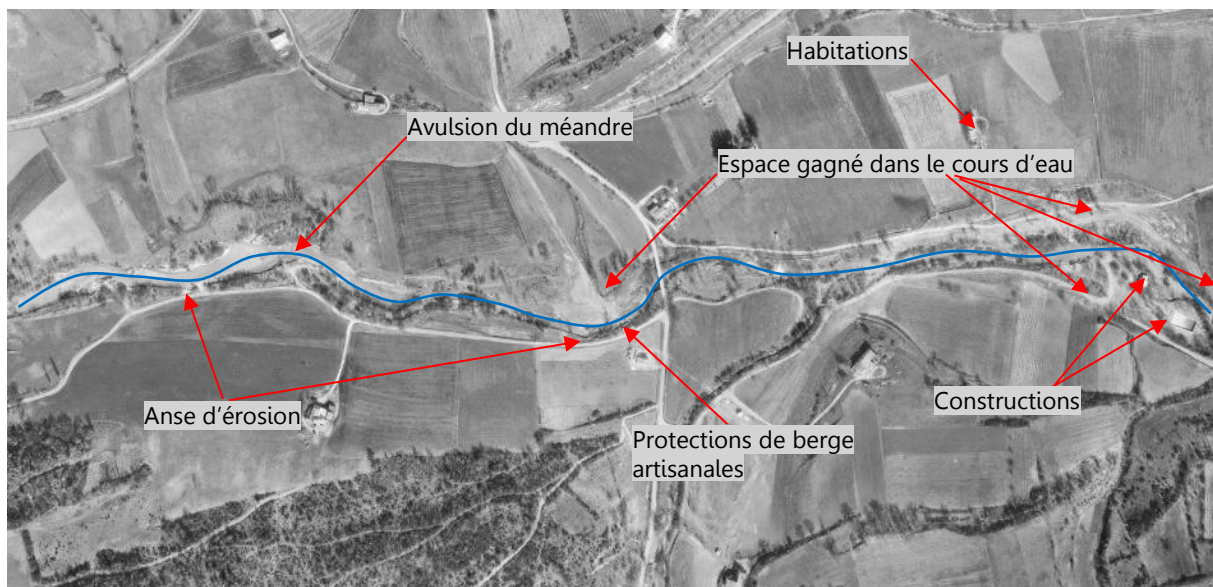 Habitations
Avulsion du méandre
Espace gagné dans le cours d'eau
Anse d'érosion
Constructions
Protections de berge
artisanales